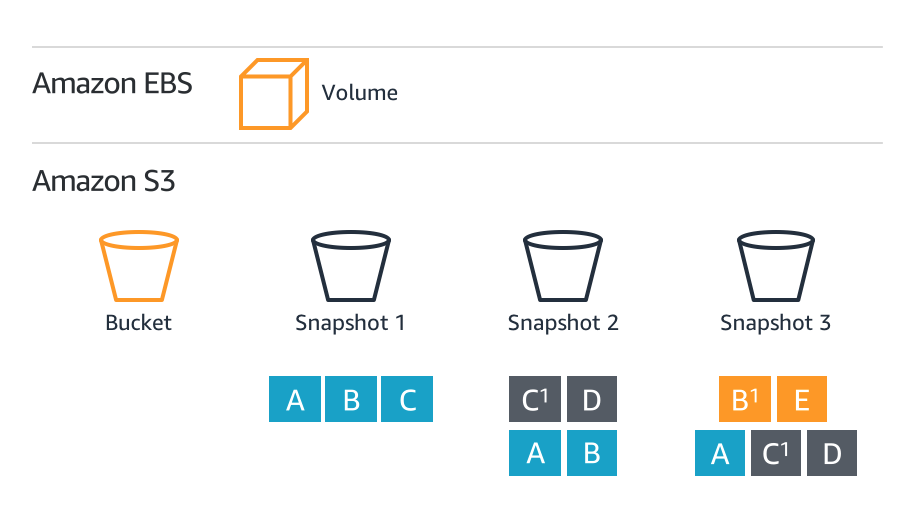 Amazon EBS
Volume
Amazon S3
Bucket Snapshot 1 Snapshot 2 Snapshot 3
A B C C¹ D B¹ E
A B A C¹ D